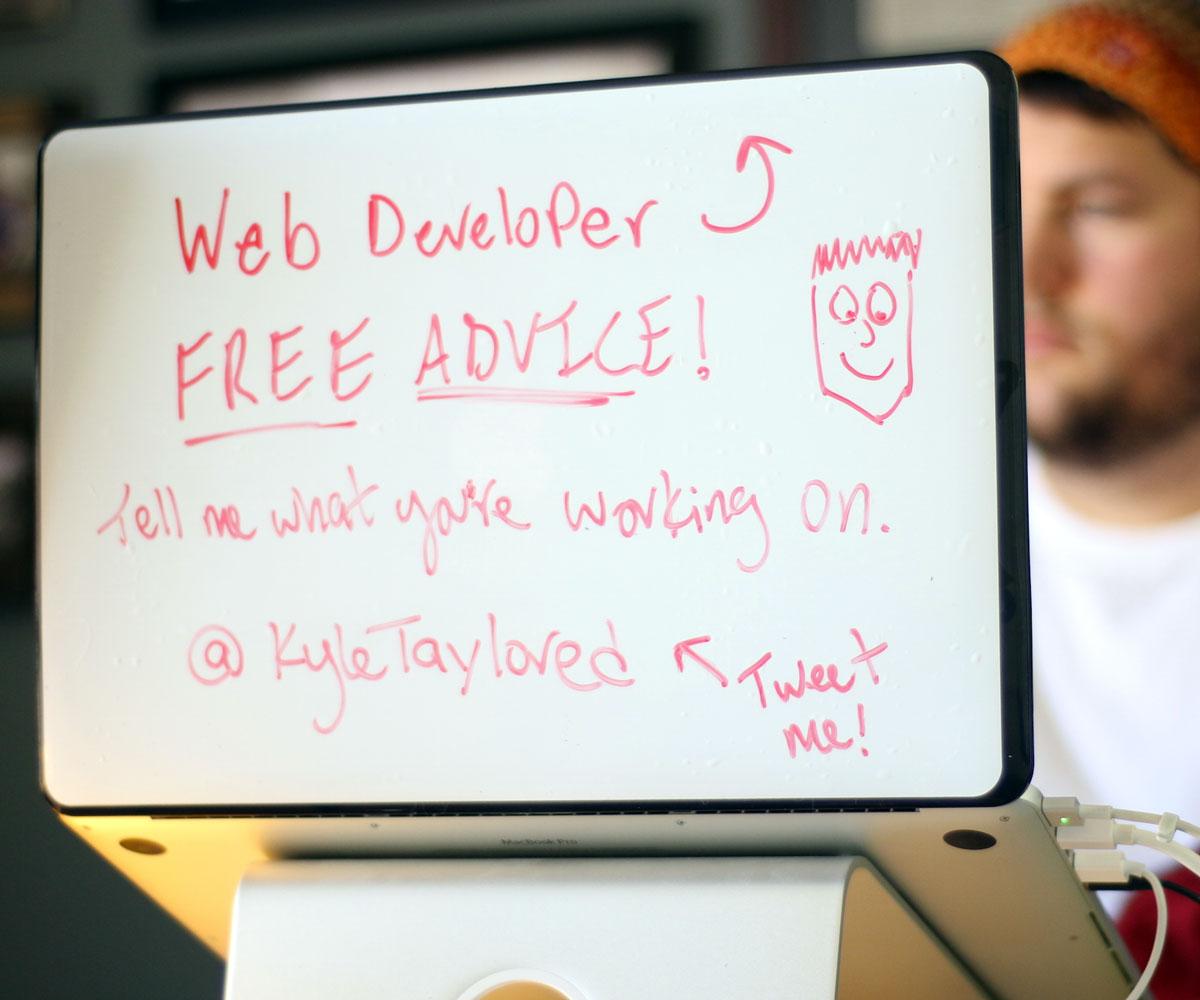 Web Developer
FREE ADVICE!
Tell me what you're working on.
@KyleTaylored
Tweet
me!
MacBook Pro